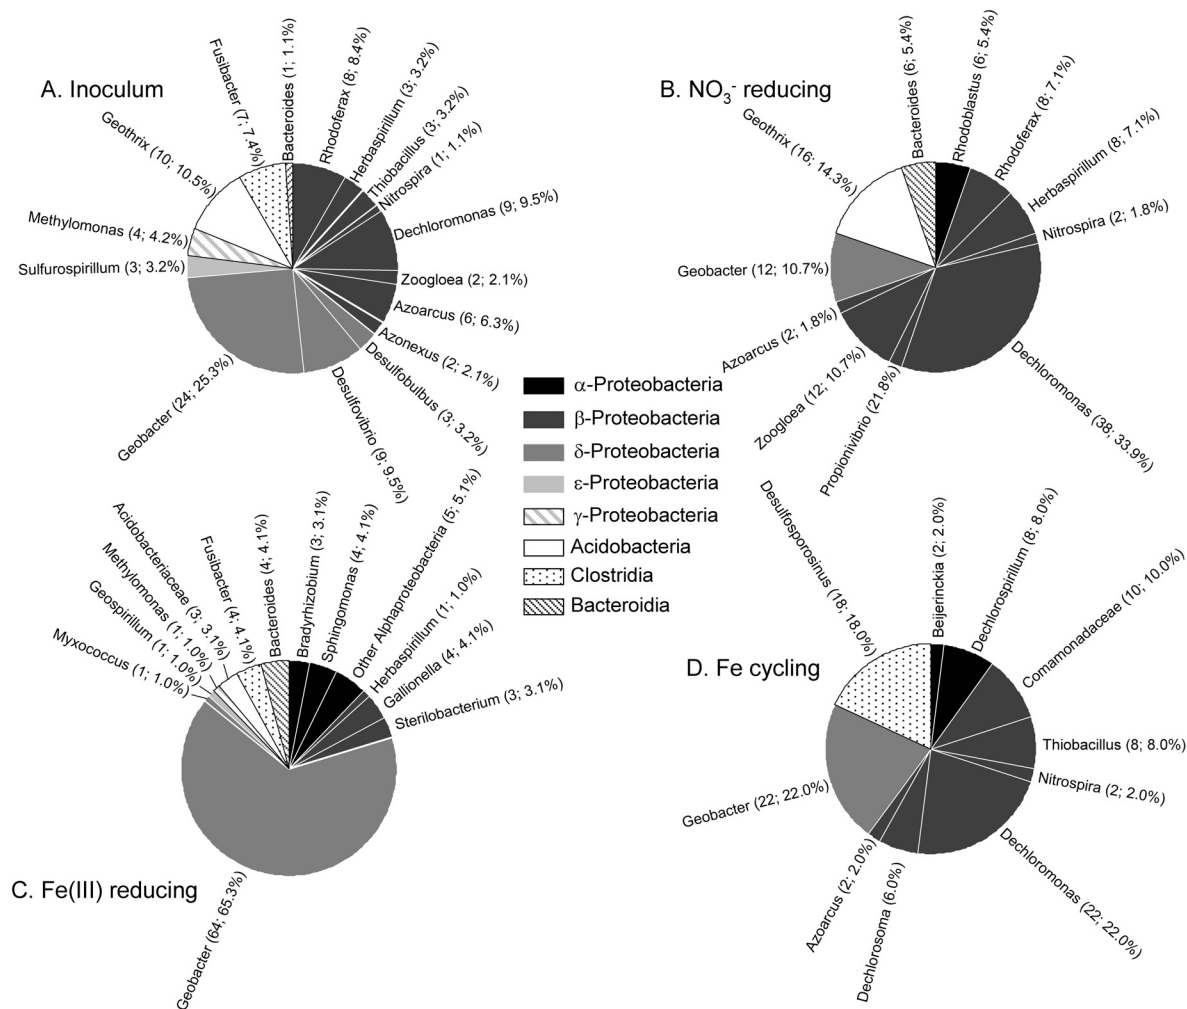 A. Inoculum
Fusibacter (7; 7.4%)
Bacteroides (1; 1.1%)
Rhodoferax (8; 8.4%)
Herbaspirillum (3; 3.2%)
Thiobacillus (3; 3.2%)
Nitrospira (1; 1.1%)
Dechloromonas (9; 9.5%)
Zoogloea (2; 2.1%)
Azoarcus (6; 6.3%)
Azonexus (2; 2.1%)
Desulfobulbus (3; 3.2%)
Desulfovibrio (9; 9.5%)
Geobacter (24; 25.3%)
Sulfurospirillum (3; 3.2%)
Methylomonas (4; 4.2%)
Geothrix (10; 10.5%)
B. NO₃⁻ reducing
Bacteroides (6; 5.4%)
Rhodoblastus (6; 5.4%)
Rhodoferax (8; 7.1%)
Herbaspirillum (8; 7.1%)
Nitrospira (2; 1.8%)
Dechloromonas (38; 33.9%)
Propionivibrio (21.8%)
Zoogloea (12; 10.7%)
Azoarcus (2; 1.8%)
Geobacter (12; 10.7%)
Geothrix (16; 14.3%)
α-Proteobacteria
β-Proteobacteria
δ-Proteobacteria
ε-Proteobacteria
γ-Proteobacteria
Acidobacteria
Clostridia
Bacteroidia
C. Fe(III) reducing
Bacteroides (4; 4.1%)
Bradyrhizobium (3; 3.1%)
Sphingomonas (4; 4.1%)
Other Alphaproteobacteria (5; 5.1%)
Herbaspirillum (1; 1.0%)
Gallionella (4; 4.1%)
Sterilobacterium (3; 3.1%)
Geobacter (64; 65.3%)
Myxococcus (1; 1.0%)
Geospirillum (1; 1.0%)
Methylomonas (1; 1.0%)
Acidobacteriaceae (3; 3.1%)
Fusibacter (4; 4.1%)
D. Fe cycling
Desulfosporosinus (18; 18.0%)
Beijerinckia (2; 2.0%)
Dechlorospirillum (8; 8.0%)
Comamonadaceae (10; 10.0%)
Thiobacillus (8; 8.0%)
Nitrospira (2; 2.0%)
Dechloromonas (22; 22.0%)
Dechlorosoma (6.0%)
Azoarcus (2; 2.0%)
Geobacter (22; 22.0%)